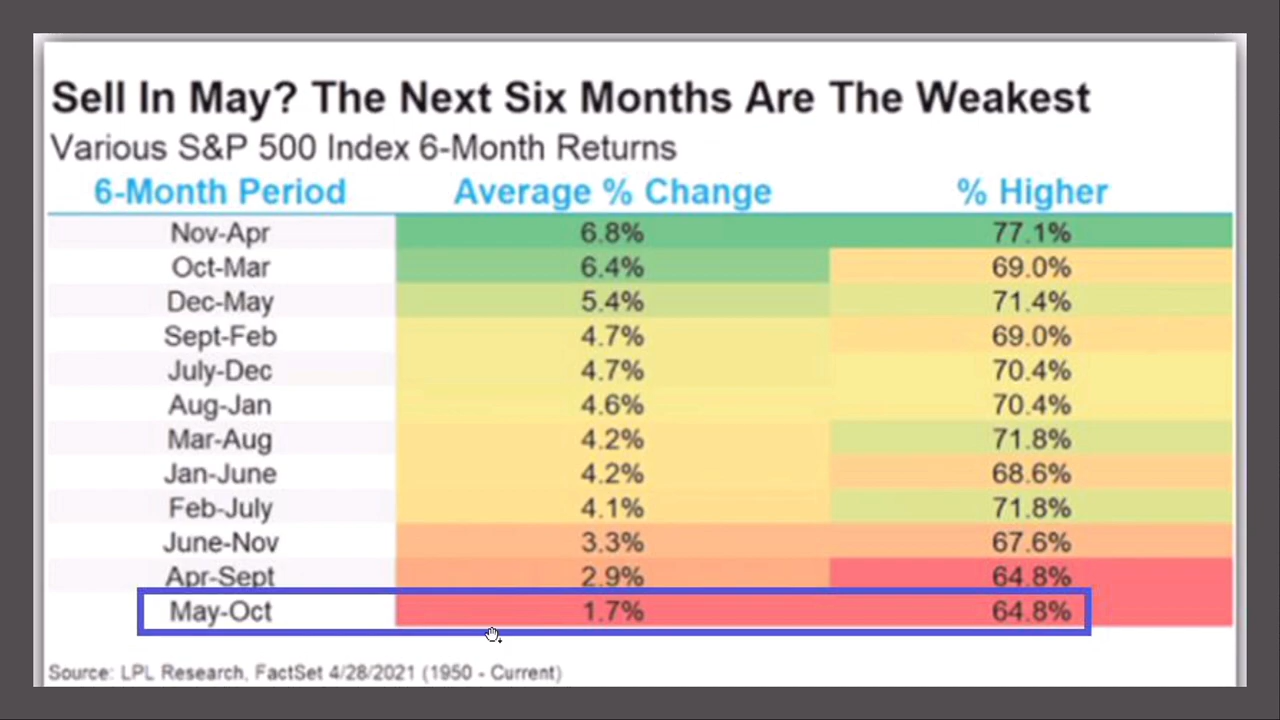 Sell In May? The Next Six Months Are The Weakest
Various S&P 500 Index 6-Month Returns
6-Month Period Average % Change % Higher
Nov-Apr 6.8% 77.1%
Oct-Mar 6.4% 69.0%
Dec-May 5.4% 71.4%
Sept-Feb 4.7% 69.0%
July-Dec 4.7% 70.4%
Aug-Jan 4.6% 70.4%
Mar-Aug 4.2% 71.8%
Jan-June 4.2% 68.6%
Feb-July 4.1% 71.8%
June-Nov 3.3% 67.6%
Apr-Sept 2.9% 64.8%
May-Oct 1.7% 64.8%
Source: LPL Research, FactSet 4/28/2021 (1950 - Current)